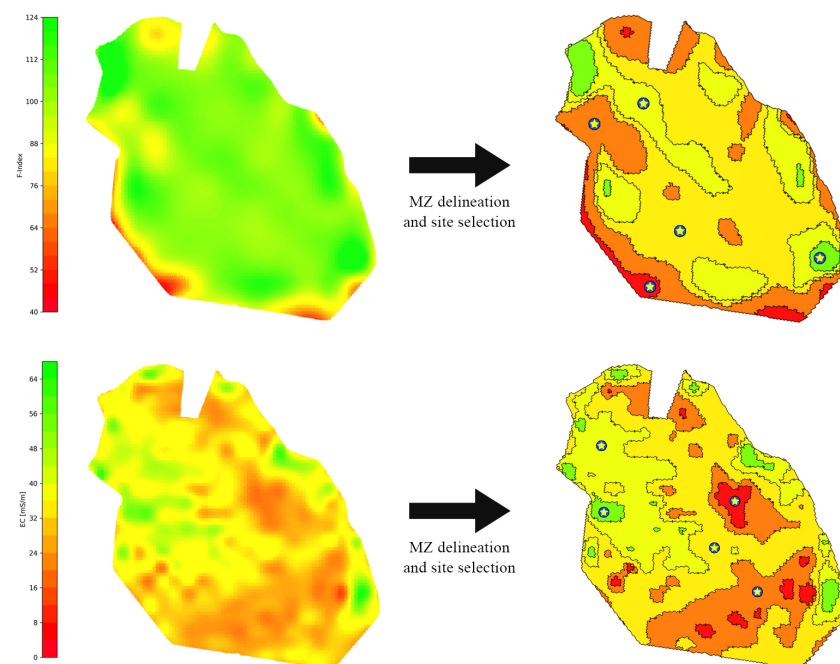 124
112
100
88
76
64
52
40
F-Index
MZ delineation
and site selection
64
56
48
40
32
24
16
8
0
EC [mS/m]
MZ delineation
and site selection